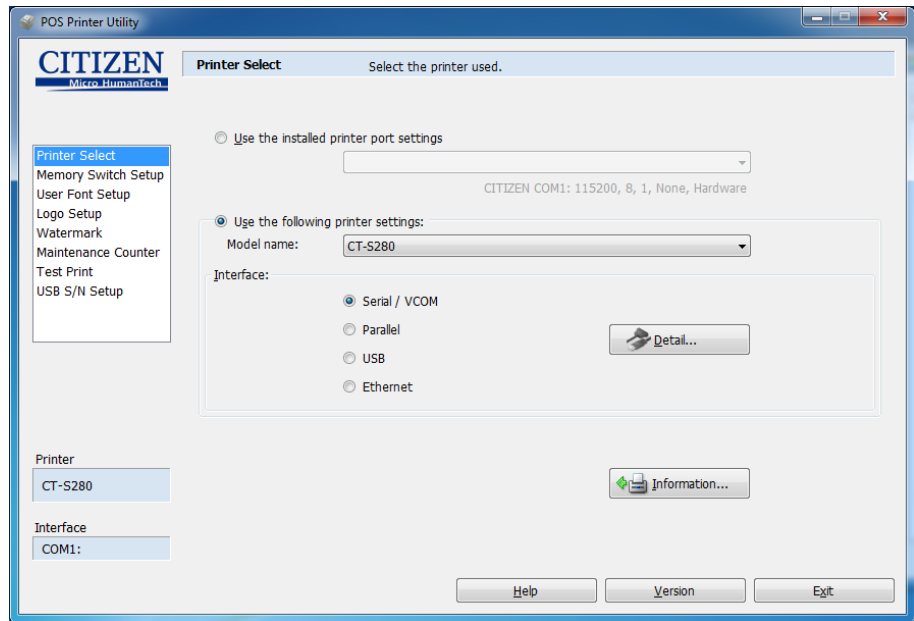 POS Printer Utility
CITIZEN
Micro HumanTech
Printer Select
Select the printer used.
Printer Select
Memory Switch Setup
User Font Setup
Logo Setup
Watermark
Maintenance Counter
Test Print
USB S/N Setup
Use the installed printer port settings
CITIZEN COM1: 115200, 8, 1, None, Hardware
Use the following printer settings:
Model name:
CT-S280
Interface:
Serial / VCOM
Parallel
USB
Ethernet
Detail...
Printer
CT-S280
Information...
Interface
COM1:
Help
Version
Exit